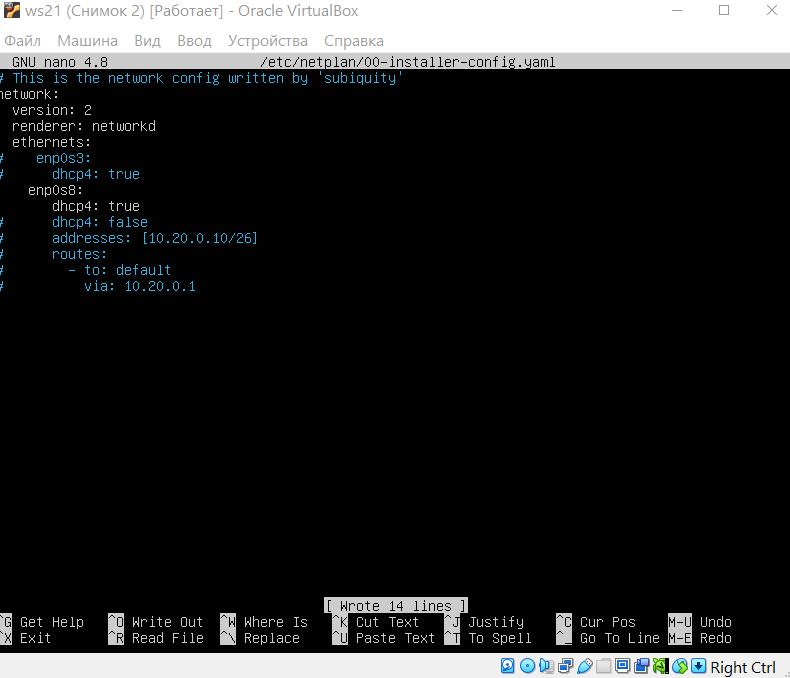 ws21 (Снимок 2) [Работает] - Oracle VirtualBox
Файл Машина Вид Ввод Устройства Справка
GNU nano 4.8 /etc/netplan/00-installer-config.yaml
# This is the network config written by 'subiquity'
network:
  version: 2
  renderer: networkd
  ethernets:
#    enp0s3:
#      dhcp4: true
    enp0s8:
       dhcp4: true
#      dhcp4: false
#      addresses: [10.20.0.10/26]
#      routes:
#        - to: default
#          via: 10.20.0.1
[ Wrote 14 lines ]
^G Get Help ^O Write Out ^W Where Is ^K Cut Text ^J Justify ^C Cur Pos M-U Undo
^X Exit ^R Read File ^\ Replace ^U Paste Text ^T To Spell ^_ Go To Line M-E Redo
Right Ctrl